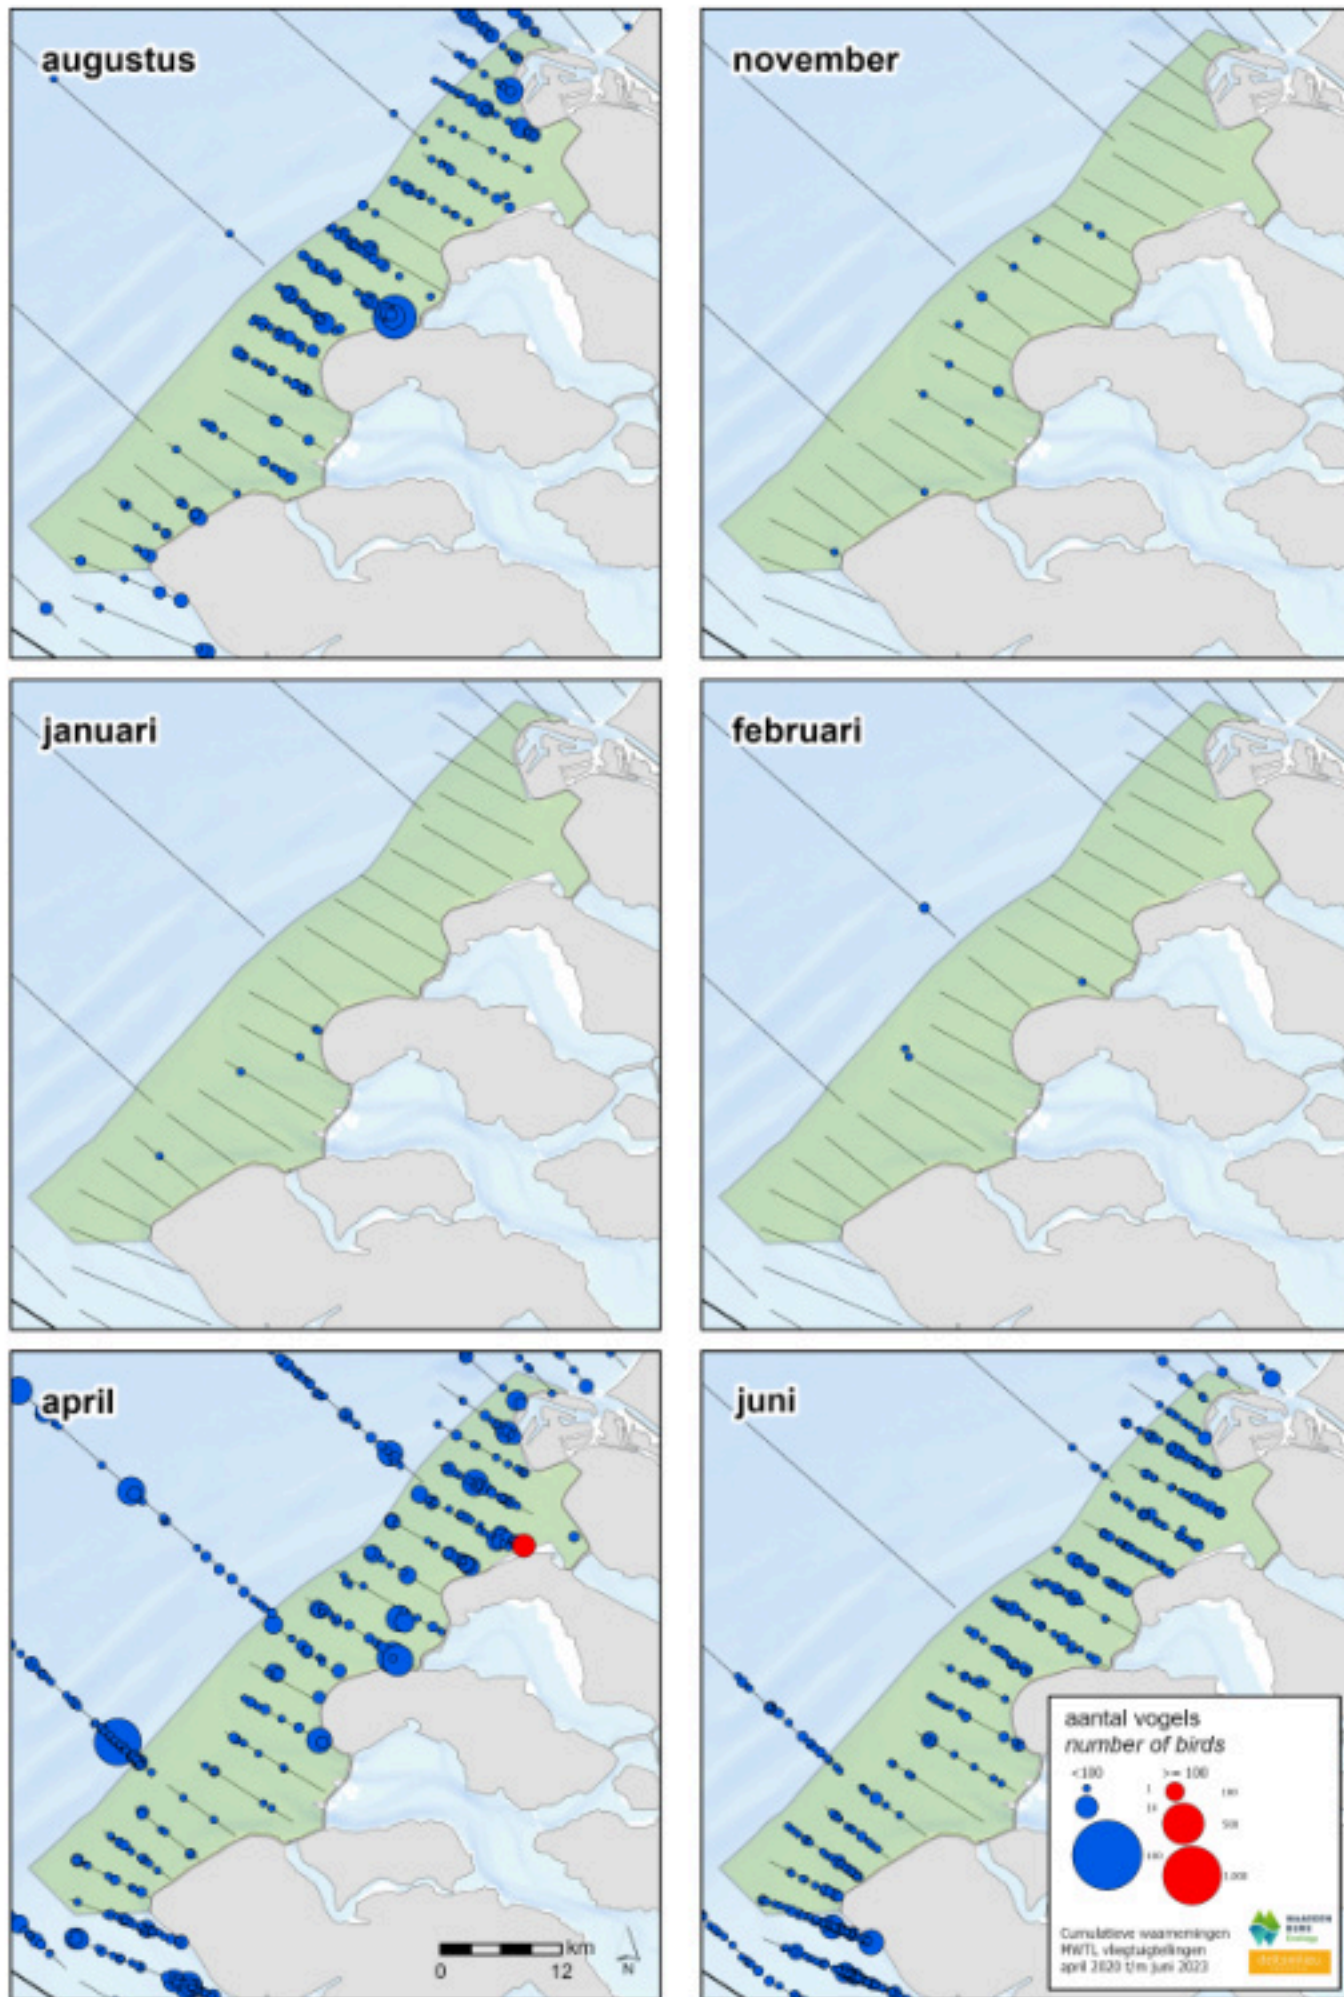 augustus
november
januari
februari
april
juni
km
0 12
N
aantal vogels
number of birds
<100 >= 100
1 100
10 500
100 1.000
Cumulatieve waarnemingen
MWTL vliegtuigtellingen
april 2020 t/m juni 2023